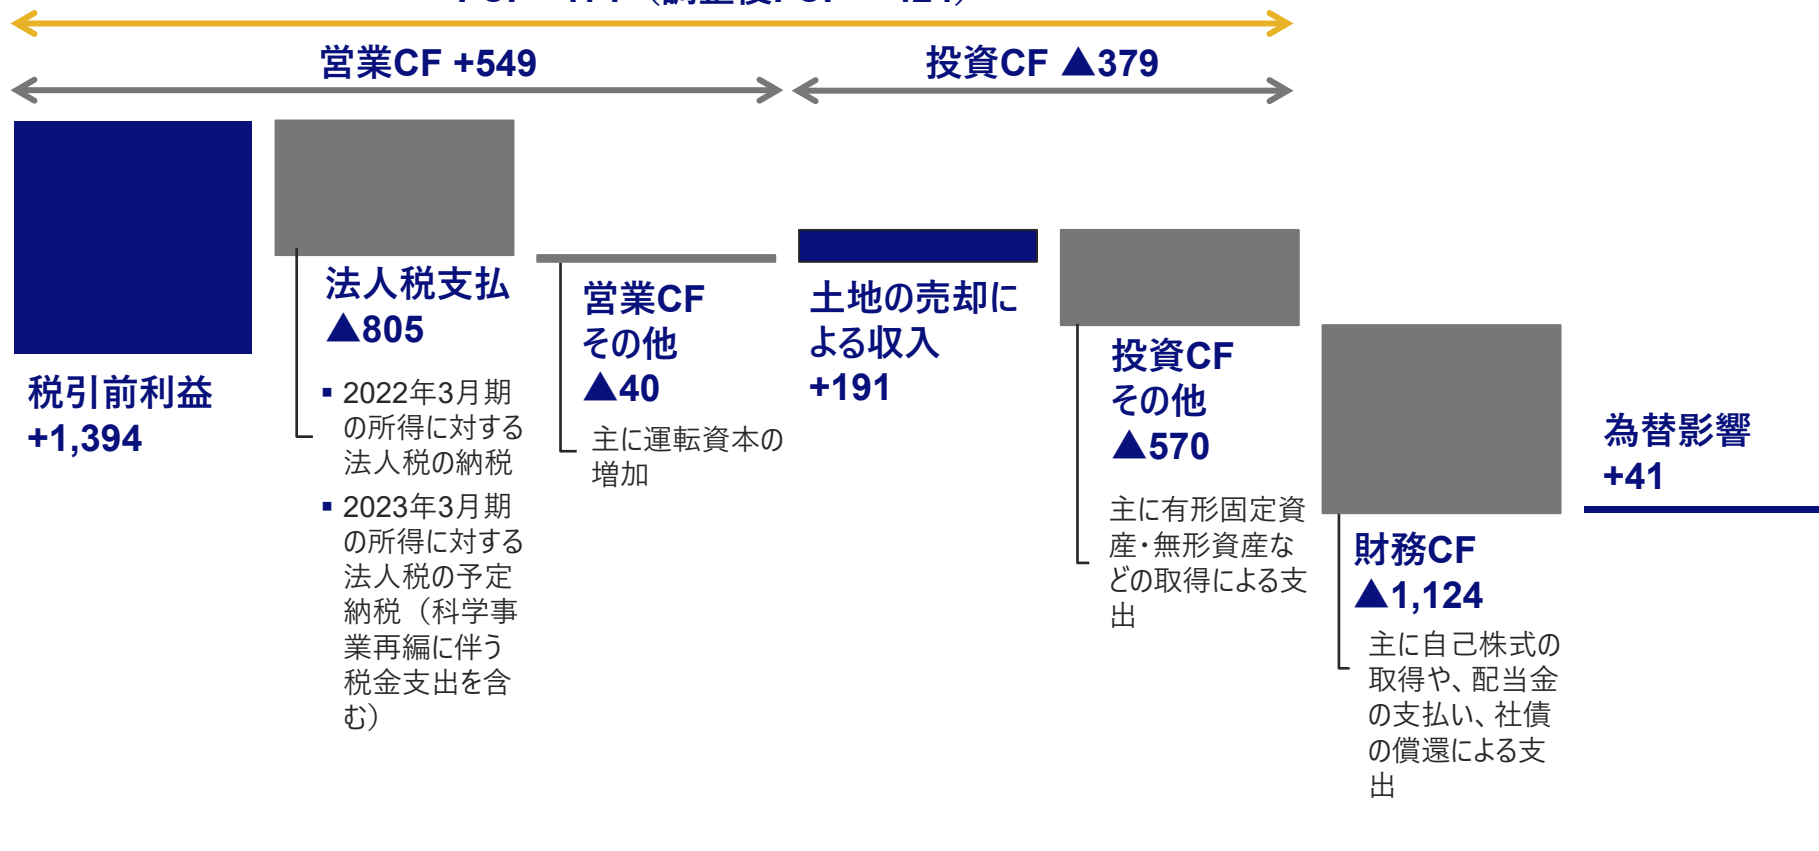 営業CF +549
投資CF ▲379
税引前利益
+1,394
法人税支払
▲805
▪ 2022年3月期
の所得に対する
法人税の納税
▪ 2023年3月期
の所得に対する
法人税の予定
納税（科学事
業再編に伴う
税金支出を含
む）
営業CF
その他
▲40
主に運転資本の
増加
土地の売却に
よる収入
+191
投資CF
その他
▲570
主に有形固定資
産・無形資産な
どの取得による支
出
財務CF
▲1,124
主に自己株式の
取得や、配当金
の支払い、社債
の償還による支
出
為替影響
+41